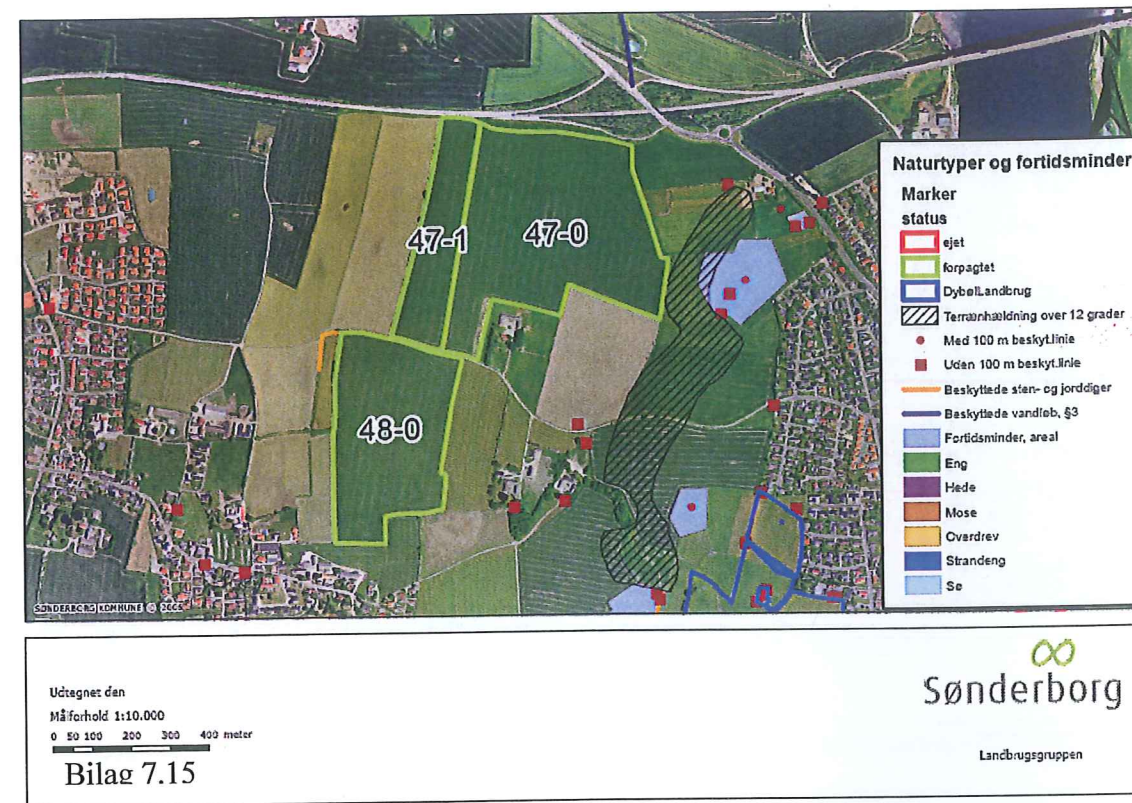 47-1
47-0
48-0
SØNDERBORG KOMMUNE © 2005
Naturtyper og fortidsminder
Marker
status
ejet
forpagtet
DybølLandbrug
Terrænhældning over 12 grader
Med 100 m beskyt.linie
Uden 100 m beskyt.linie
Beskyttede sten- og jorddiger
Beskyttede vandløb, §3
Fortidsminder, areal
Eng
Hede
Mose
Overdrev
Strandeng
Sø
Udtegnet den
Målforhold 1:10.000
0 50 100 200 300 400 meter
Bilag 7.15
Sønderborg
Landbrugsgruppen